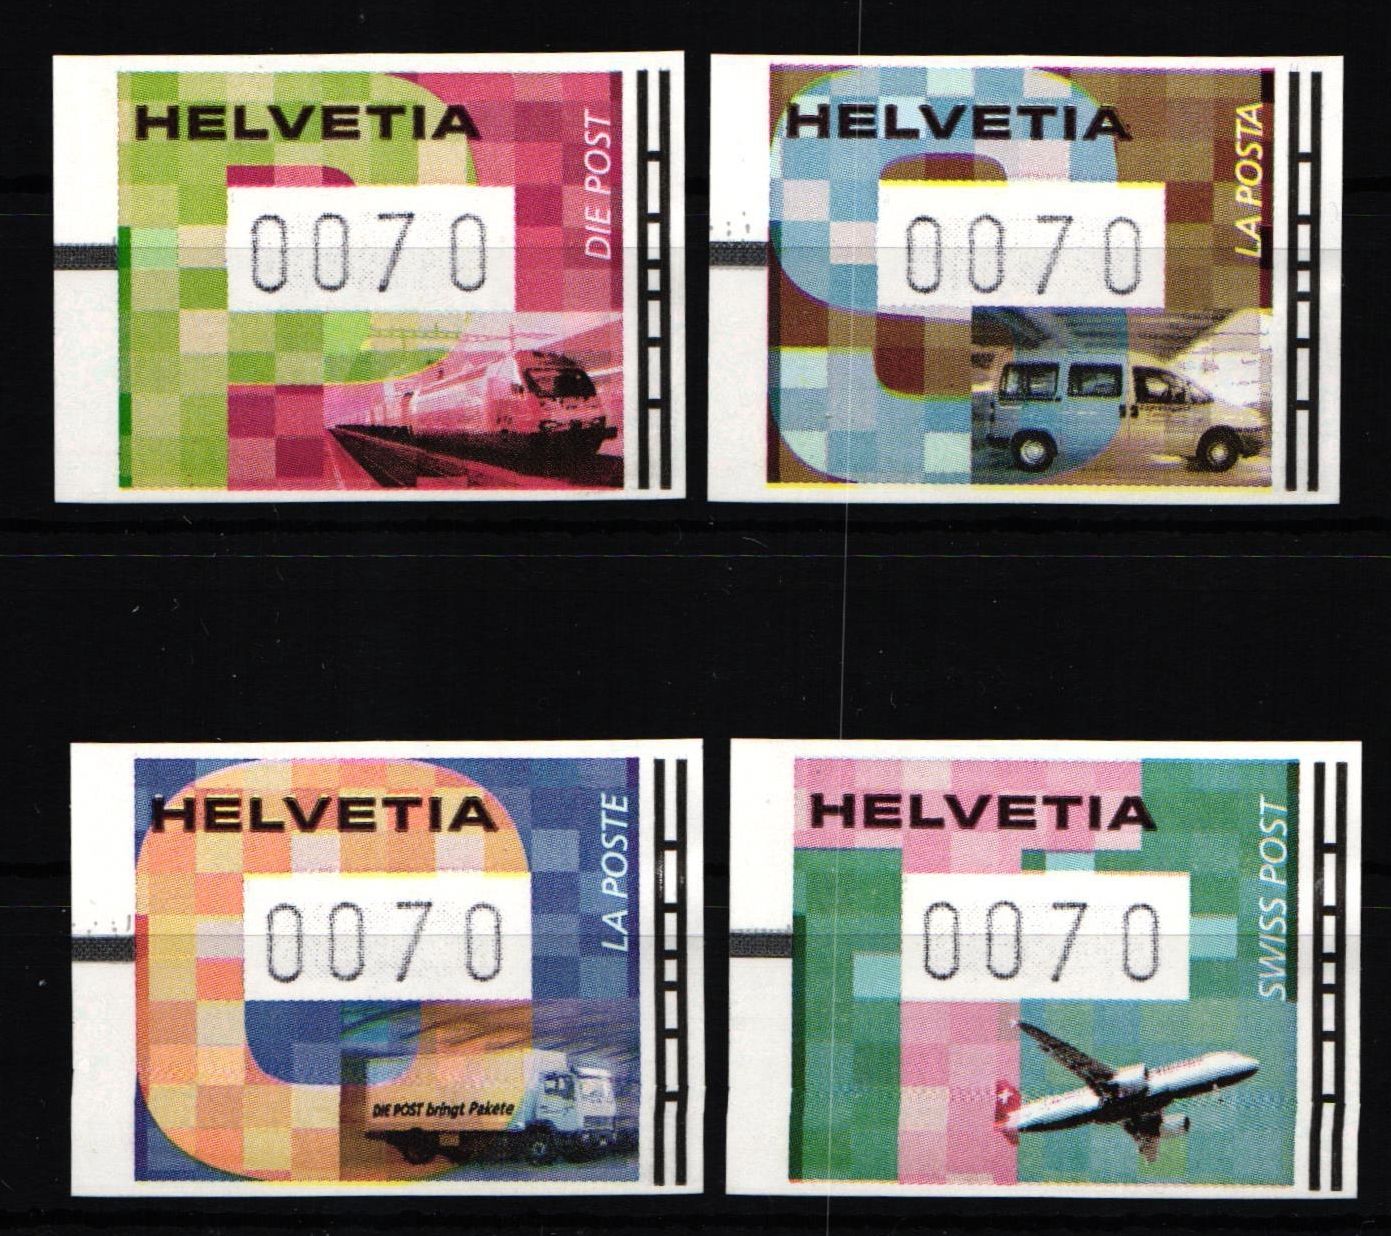 HELVETIA
DIE POST
0070
HELVETIA
LA POSTA
0070
HELVETIA
LA POSTE
0070
DIE POST bringt Pakete
HELVETIA
SWISS POST
0070